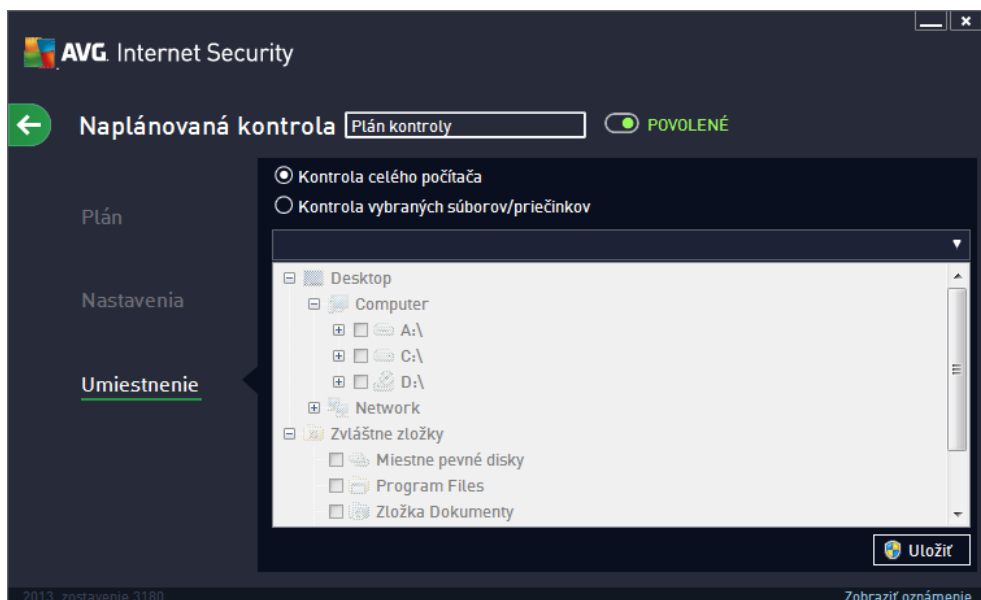 AVG. Internet Security
Naplánovaná kontrola Plán kontroly POVOLENÉ
Kontrola celého počítača
Kontrola vybraných súborov/priečinkov
Plán
Nastavenia
Umiestnenie
Desktop
Computer
A:\
C:\
D:\
Network
Zvláštne zložky
Miestne pevné disky
Program Files
Zložka Dokumenty
Uložiť
2013, zostavenie 3180
Zobraziť oznámenie